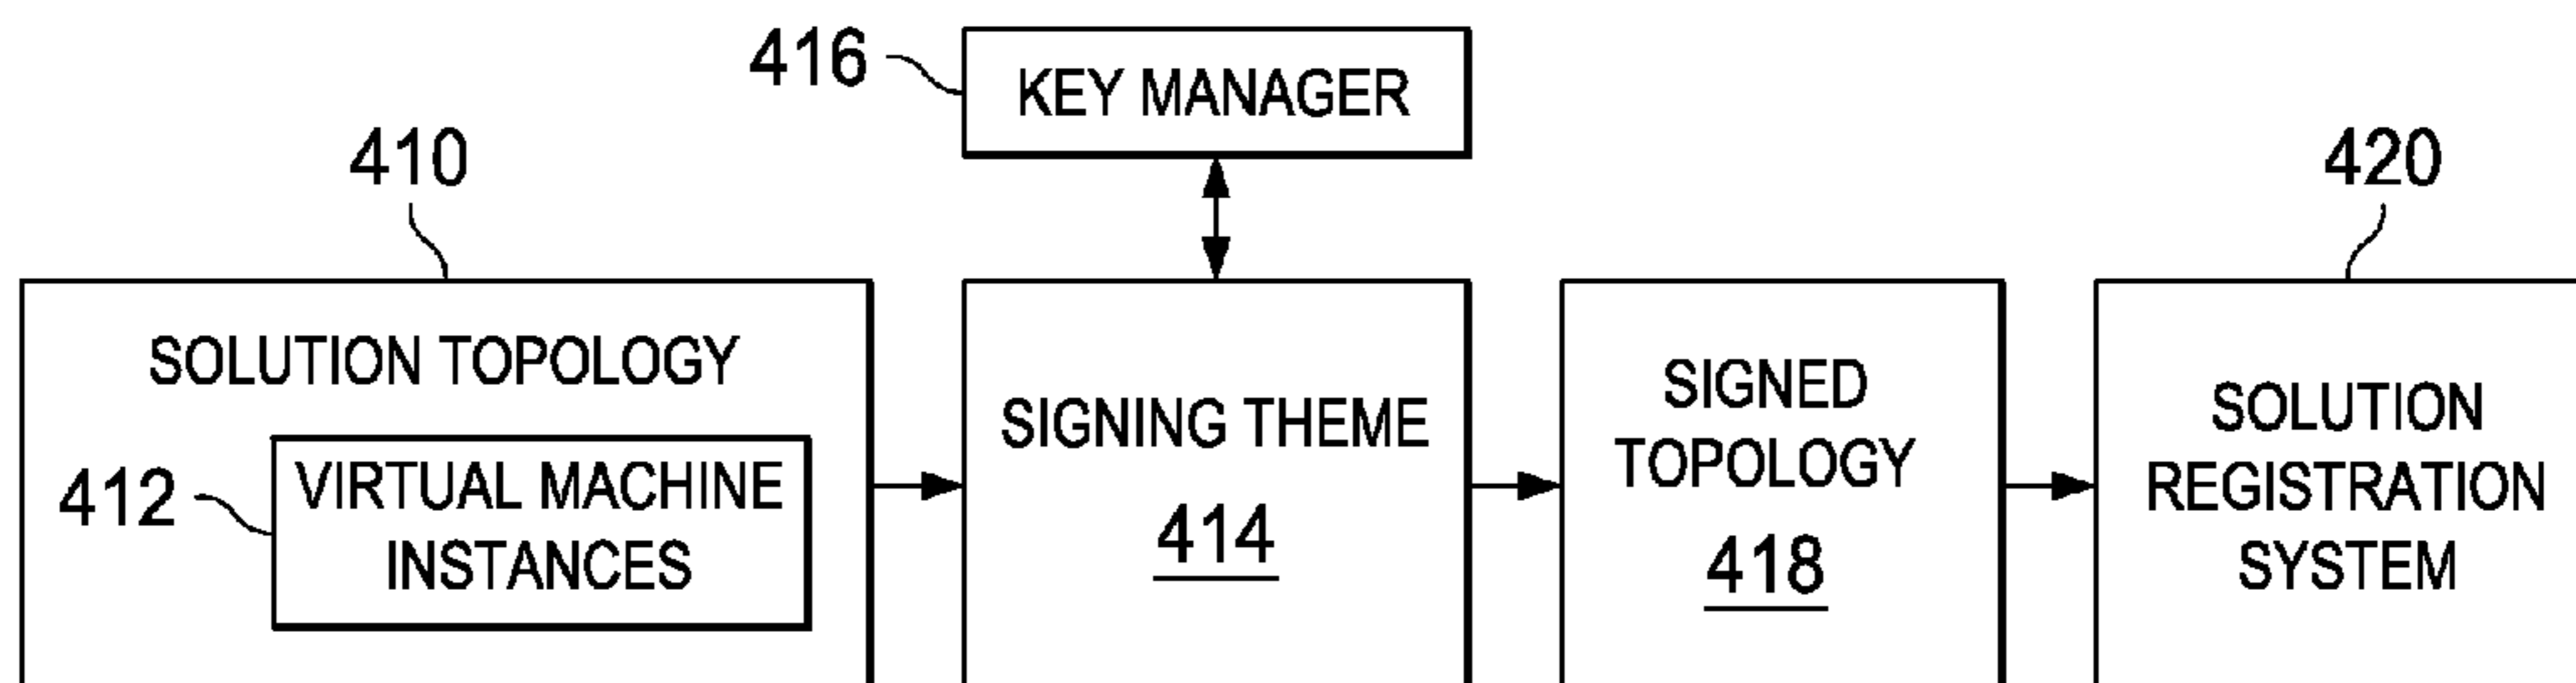 416
KEY MANAGER
410
420
SOLUTION TOPOLOGY
412
VIRTUAL MACHINE
INSTANCES
SIGNING THEME
414
SIGNED
TOPOLOGY
418
SOLUTION
REGISTRATION
SYSTEM